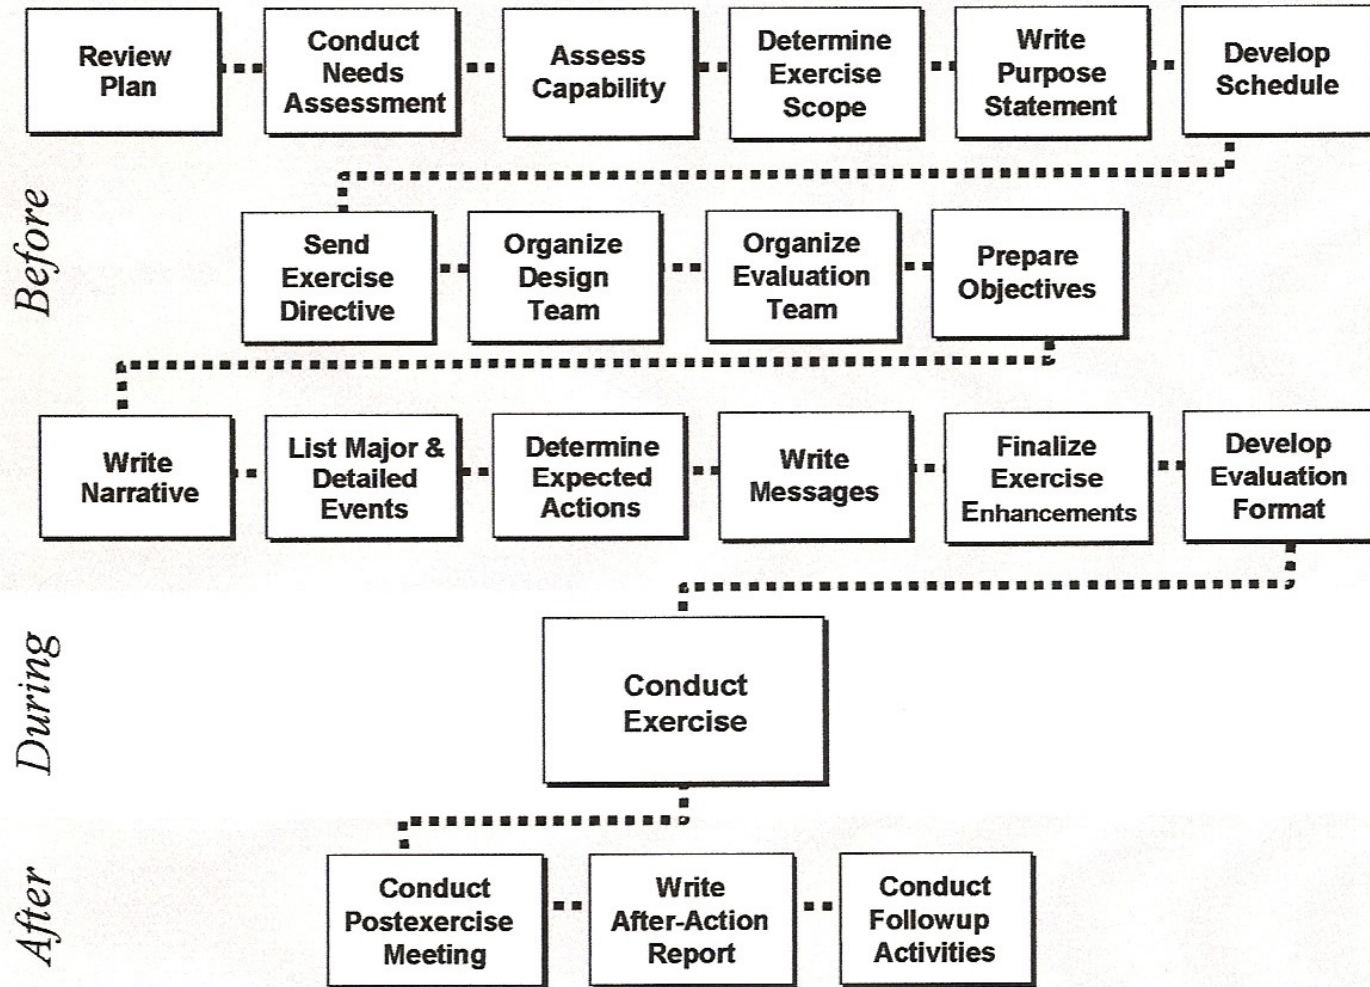 Review
Plan
Conduct
Needs
Assessment
Assess
Capability
Determine
Exercise
Scope
Write
Purpose
Statement
Develop
Schedule
Before
Send
Exercise
Directive
Organize
Design
Team
Organize
Evaluation
Team
Prepare
Objectives
Write
Narrative
List Major &
Detailed
Events
Determine
Expected
Actions
Write
Messages
Finalize
Exercise
Enhancements
Develop
Evaluation
Format
During
Conduct
Exercise
After
Conduct
Postexercise
Meeting
Write
After-Action
Report
Conduct
Followup
Activities